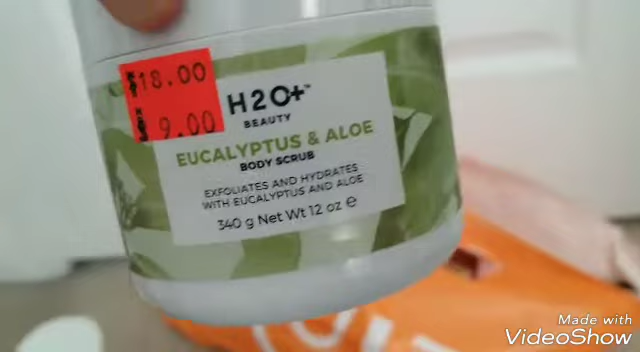 $18.00
9.00
H2O+™
BEAUTY
EUCALYPTUS & ALOE
BODY SCRUB
EXFOLIATES AND HYDRATES
WITH EUCALYPTUS AND ALOE
340 g Net Wt 12 oz e
Made with
VideoShow